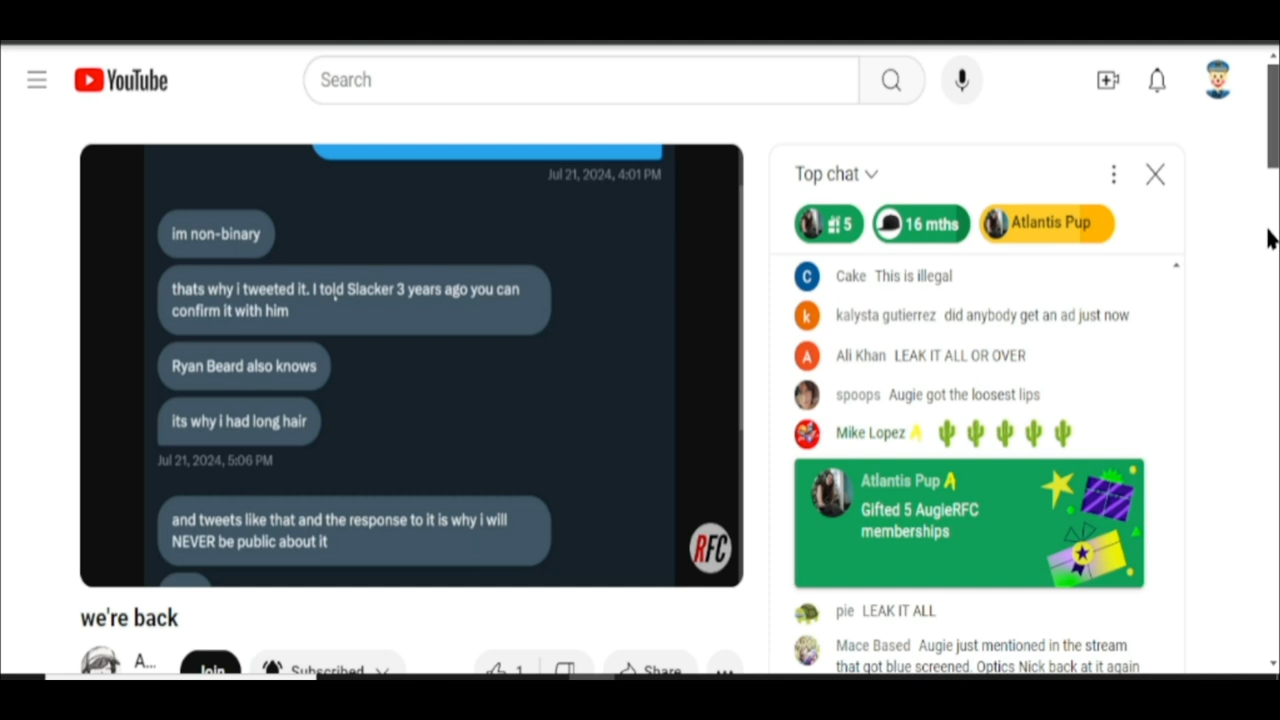 YouTube
Search
Jul 21, 2024, 4:01 PM
im non-binary
thats why i tweeted it. I told Slacker 3 years ago you can
confirm it with him
Ryan Beard also knows
its why i had long hair
Jul 21, 2024, 5:06 PM
and tweets like that and the response to it is why i will
NEVER be public about it
RFC
we're back
A...
Join
Subscribed
1
Share
Top chat
5
16 mths
Atlantis Pup
C
Cake This is illegal
k
kalysta gutierrez did anybody get an ad just now
A
Ali Khan LEAK IT ALL OR OVER
spoops Augie got the loosest lips
Mike Lopez
Atlantis Pup
Gifted 5 AugieRFC
memberships
pie LEAK IT ALL
Mace Based Augie just mentioned in the stream
that got blue screened. Optics Nick back at it again